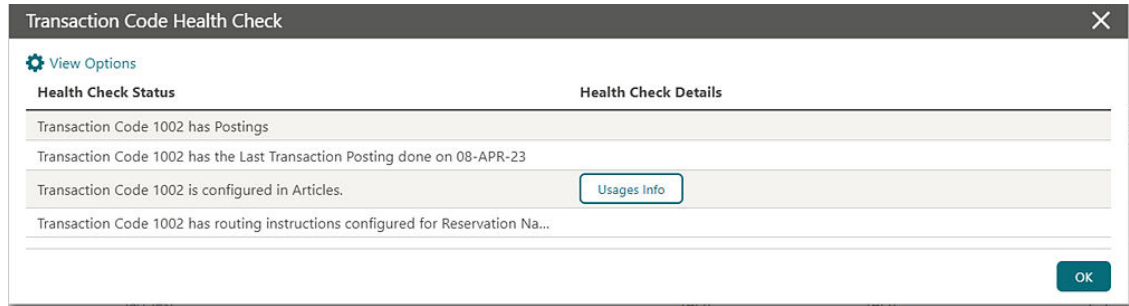 Transaction Code Health Check
View Options
Health Check Status Health Check Details
Transaction Code 1002 has Postings
Transaction Code 1002 has the Last Transaction Posting done on 08-APR-23
Transaction Code 1002 is configured in Articles. Usages Info
Transaction Code 1002 has routing instructions configured for Reservation Na...
OK